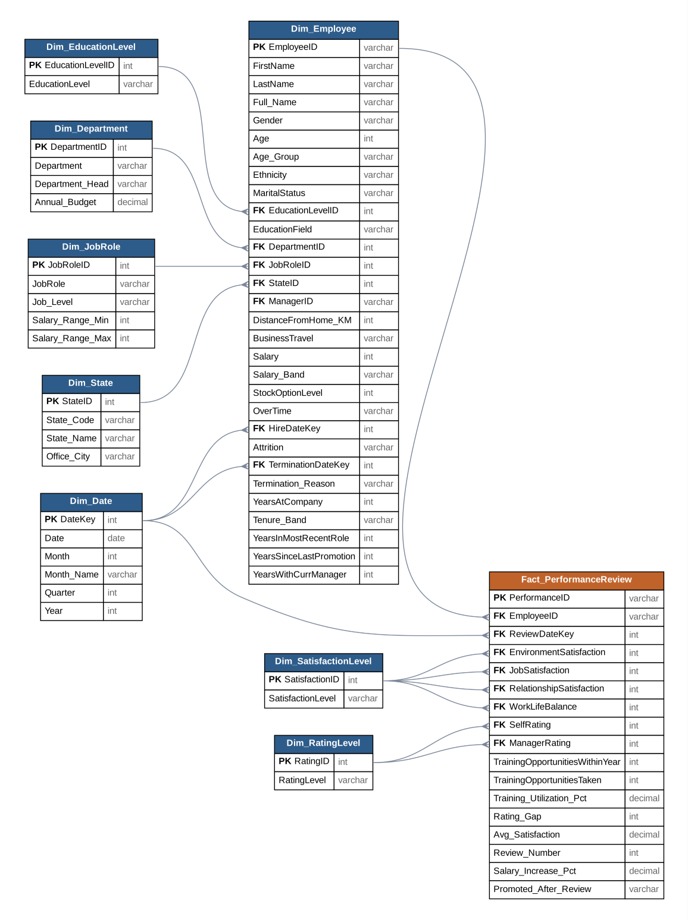 Dim_EducationLevel
PK EducationLevelID int
EducationLevel varchar
Dim_Department
PK DepartmentID int
Department varchar
Department_Head varchar
Annual_Budget decimal
Dim_JobRole
PK JobRoleID int
JobRole varchar
Job_Level varchar
Salary_Range_Min int
Salary_Range_Max int
Dim_State
PK StateID int
State_Code varchar
State_Name varchar
Office_City varchar
Dim_Date
PK DateKey int
Date date
Month int
Month_Name varchar
Quarter int
Year int
Dim_Employee
PK EmployeeID varchar
FirstName varchar
LastName varchar
Full_Name varchar
Gender varchar
Age int
Age_Group varchar
Ethnicity varchar
MaritalStatus varchar
FK EducationLevelID int
EducationField varchar
FK DepartmentID int
FK JobRoleID int
FK StateID int
FK ManagerID varchar
DistanceFromHome_KM int
BusinessTravel varchar
Salary int
Salary_Band varchar
StockOptionLevel int
OverTime varchar
FK HireDateKey int
Attrition varchar
FK TerminationDateKey int
Termination_Reason varchar
YearsAtCompany int
Tenure_Band varchar
YearsInMostRecentRole int
YearsSinceLastPromotion int
YearsWithCurrManager int
Dim_SatisfactionLevel
PK SatisfactionID int
SatisfactionLevel varchar
Dim_RatingLevel
PK RatingID int
RatingLevel varchar
Fact_PerformanceReview
PK PerformanceID varchar
FK EmployeeID varchar
FK ReviewDateKey int
FK EnvironmentSatisfaction int
FK JobSatisfaction int
FK RelationshipSatisfaction int
FK WorkLifeBalance int
FK SelfRating int
FK ManagerRating int
TrainingOpportunitiesWithinYear int
TrainingOpportunitiesTaken int
Training_Utilization_Pct decimal
Rating_Gap int
Avg_Satisfaction decimal
Review_Number int
Salary_Increase_Pct decimal
Promoted_After_Review varchar